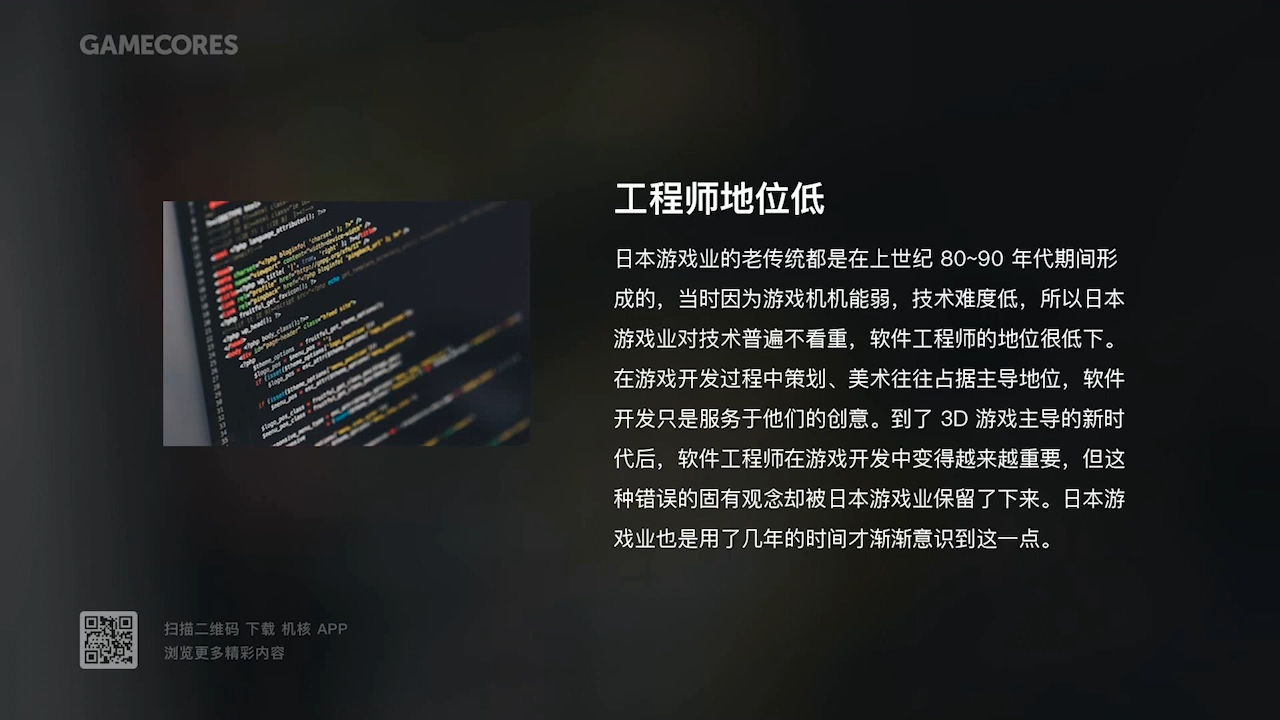 GAMECORES
工程师地位低
日本游戏业的老传统都是在上世纪 80~90 年代期间形
成的，当时因为游戏机机能弱，技术难度低，所以日本
游戏业对技术普遍不看重，软件工程师的地位很低下。
在游戏开发过程中策划、美术往往占据主导地位，软件
开发只是服务于他们的创意。到了 3D 游戏主导的新时
代后，软件工程师在游戏开发中变得越来越重要，但这
种错误的固有观念却被日本游戏业保留了下来。日本游
戏业也是用了几年的时间才渐渐意识到这一点。
扫描二维码 下载 机核 APP
浏览更多精彩内容